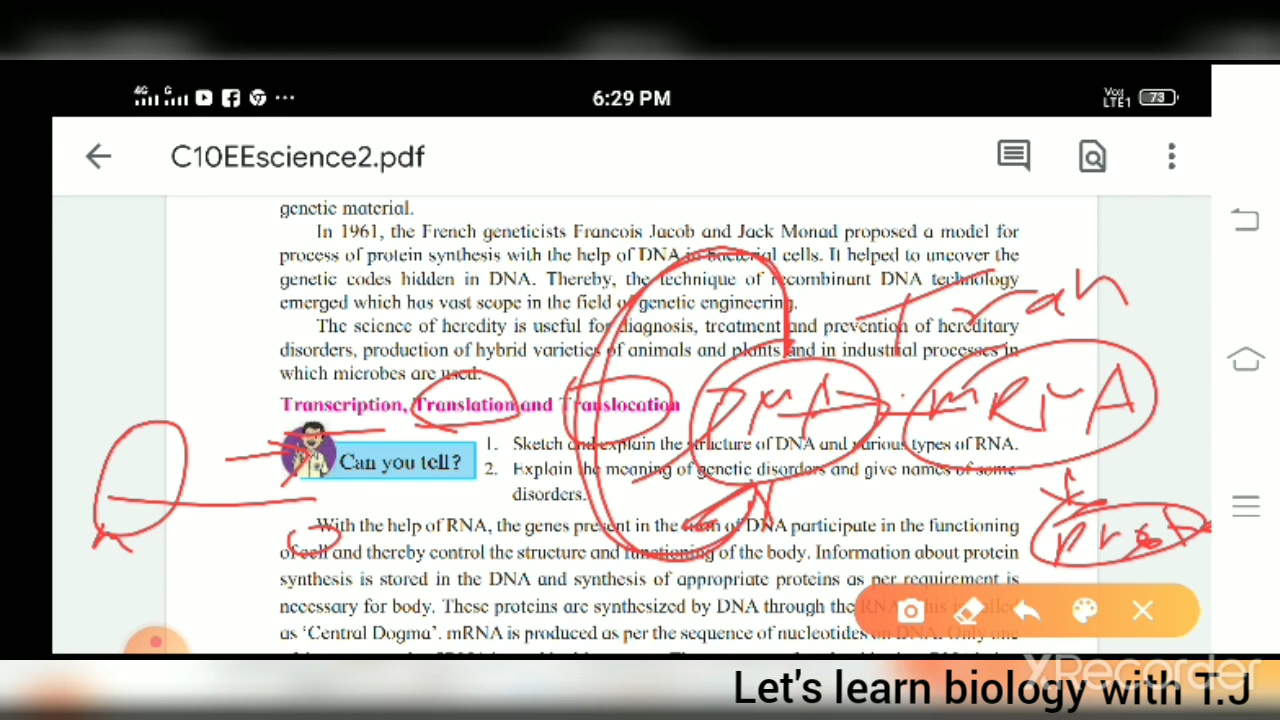 4G G
6:29 PM
Vo) LTE1 73
C10EEscience2.pdf
genetic material.
In 1961, the French geneticists Francois Jacob and Jack Monad proposed a model for
process of protein synthesis with the help of DNA in bacterial cells. It helped to uncover the
genetic codes hidden in DNA. Thereby, the technique of recombinant DNA technology
emerged which has vast scope in the field of genetic engineering.
The science of heredity is useful for diagnosis, treatment and prevention of hereditary
disorders, production of hybrid varieties of animals and plants and in industrial processes in
which microbes are used.
Tran
Transcription, Translation and Translocation
DNA mRNA
1. Sketch and explain the structure of DNA and various types of RNA.
Can you tell?
2. Explain the meaning of genetic disorders and give names of some
disorders.
With the help of RNA, the genes present in the form of DNA participate in the functioning
of cell and thereby control the structure and functioning of the body. Information about protein
synthesis is stored in the DNA and synthesis of appropriate proteins as per requirement is
necessary for body. These proteins are synthesized by DNA through the RNA. This is called
as ‘Central Dogma’. mRNA is produced as per the sequence of nucleotides on DNA. Only one
XRecorder
Let's learn biology with T.J